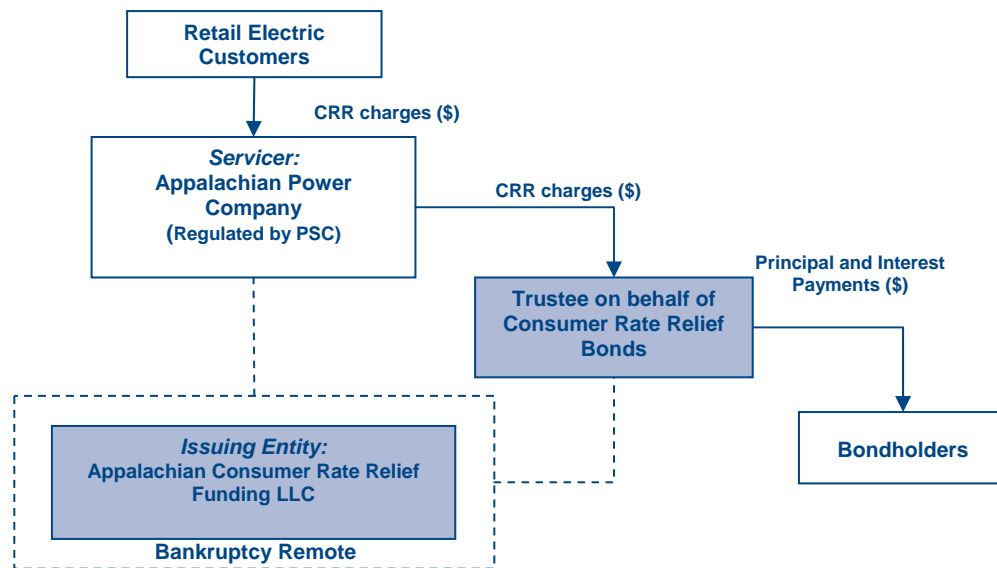 Retail Electric
Customers
CRR charges ($)
Servicer:
Appalachian Power
Company
(Regulated by PSC)
CRR charges ($)
Principal and Interest
Payments ($)
Trustee on behalf of
Consumer Rate Relief
Bonds
Bondholders
Issuing Entity:
Appalachian Consumer Rate Relief
Funding LLC
Bankruptcy Remote